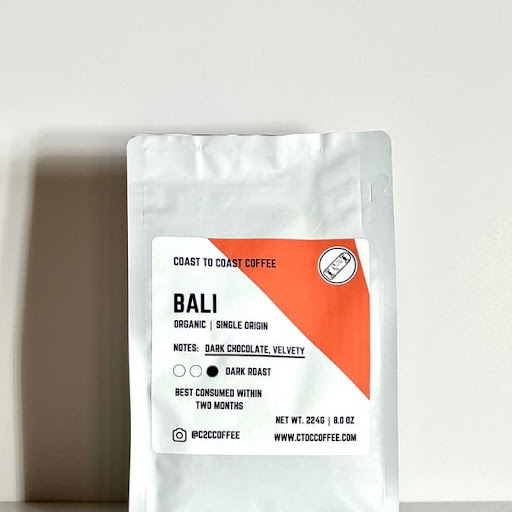 COAST TO COAST COFFEE
BALI
ORGANIC | SINGLE ORIGIN
NOTES: DARK CHOCOLATE, VELVETY
DARK ROAST
BEST CONSUMED WITHIN
TWO MONTHS
NET WT. 224G | 8.0 OZ
@C2CCOFFEE
WWW.CTOCCOFFEE.COM